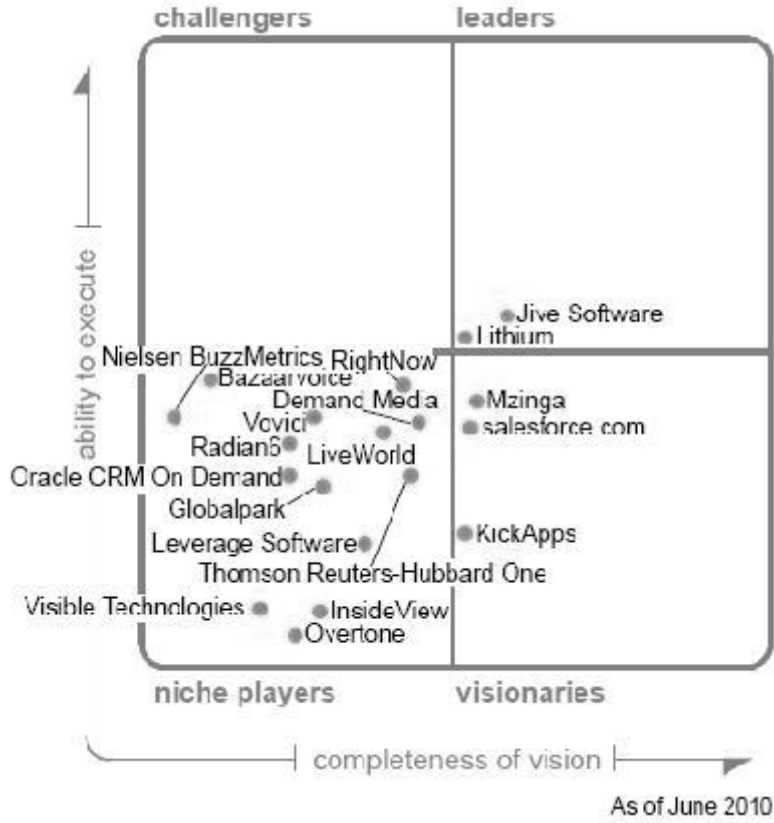 challengers
leaders
ability to execute
Jive Software
Lithium
Nielsen BuzzMetrics
RightNow
Bazaarvoice
Demand Media
Mzinga
Vovici
salesforce.com
Radian6
LiveWorld
Oracle CRM On Demand
Globalpark
Leverage Software
KickApps
Thomson Reuters-Hubbard One
Visible Technologies
InsideView
Overtone
niche players
visionaries
completeness of vision
As of June 2010